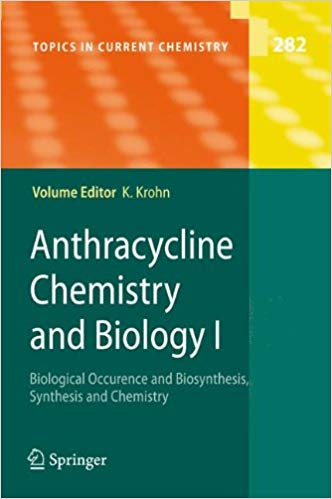 TOPICS IN CURRENT CHEMISTRY
282
Volume Editor K. Krohn
Anthracycline
Chemistry
and Biology I
Biological Occurence and Biosynthesis,
Synthesis and Chemistry
Springer